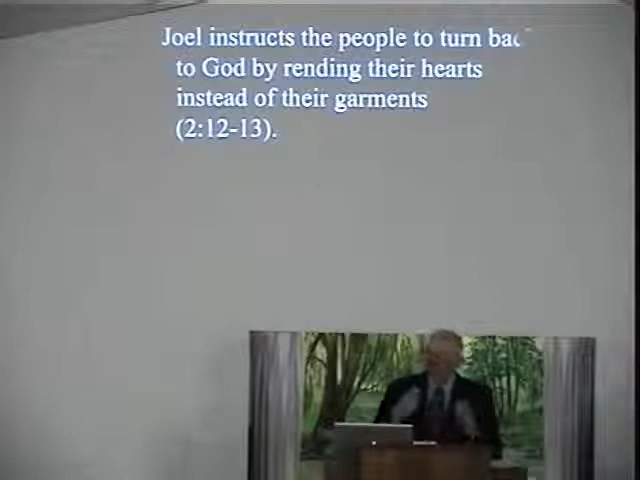 Joel instructs the people to turn bac
to God by rending their hearts
instead of their garments
(2:12-13).